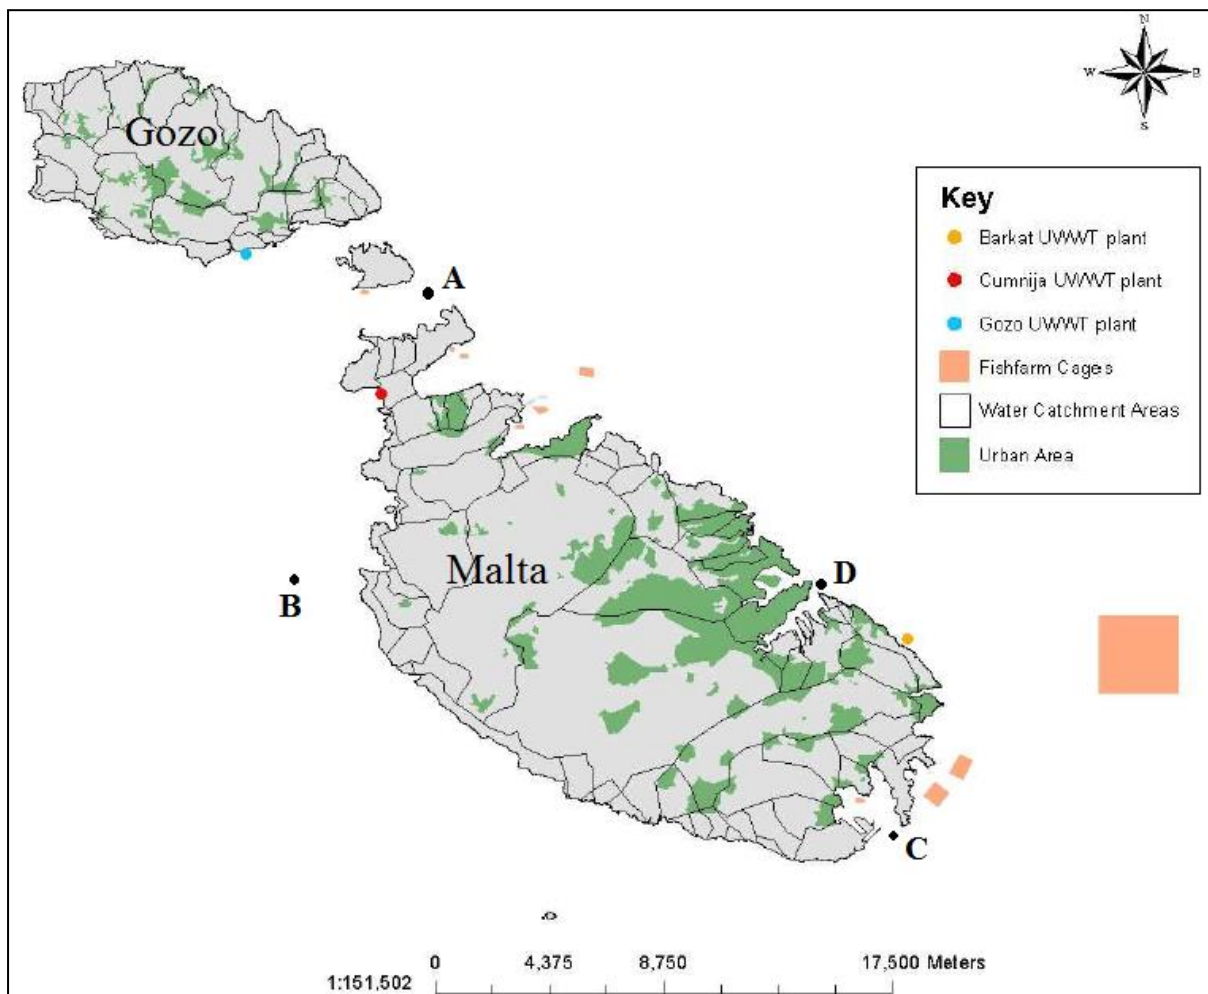 N
W E
S
Gozo
Key
Barkat UWWT plant
Cumnija UWWT plant
Gozo UWWT plant
Fishfarm Cages
Water Catchment Areas
Urban Area
A
Malta
D
B
C
0 4,375 8,750 17,500 Meters
1:151,502